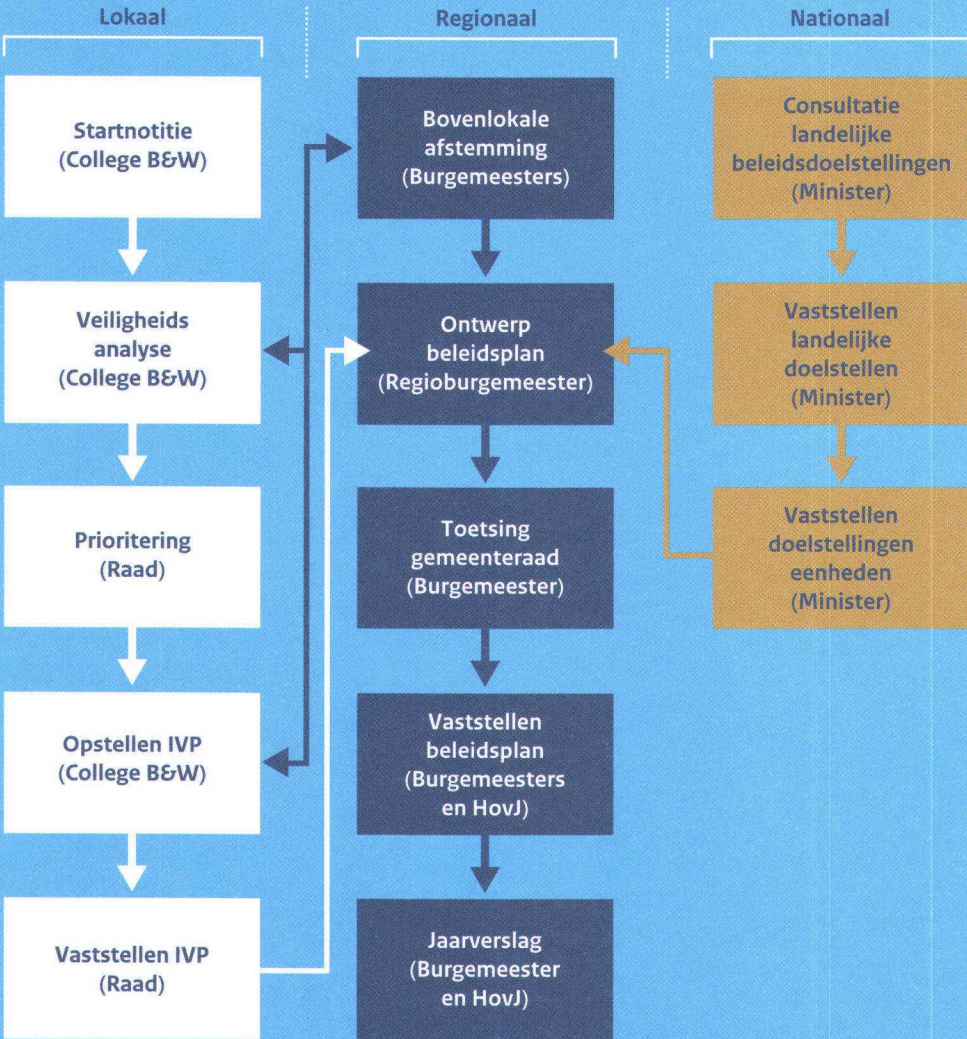 Lokaal
Regionaal
Nationaal
Startnotitie
(College B&W)
Veiligheids
analyse
(College B&W)
Prioritering
(Raad)
Opstellen IVP
(College B&W)
Vaststellen IVP
(Raad)
Bovenlokale
afstemming
(Burgemeesters)
Ontwerp
beleidsplan
(Regioburgemeester)
Toetsing
gemeenteraad
(Burgemeester)
Vaststellen
beleidsplan
(Burgemeesters
en HovJ)
Jaarverslag
(Burgemeester
en HovJ)
Consultatie
landelijke
beleidsdoelstellingen
(Minister)
Vaststellen
landelijke
doelstellen
(Minister)
Vaststellen
doelstellingen
eenheden
(Minister)